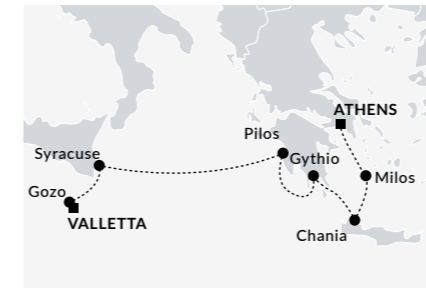 ATHENS
Pilos
Gythio
Syracuse
Milos
Gozo
VALLETTA
Chania